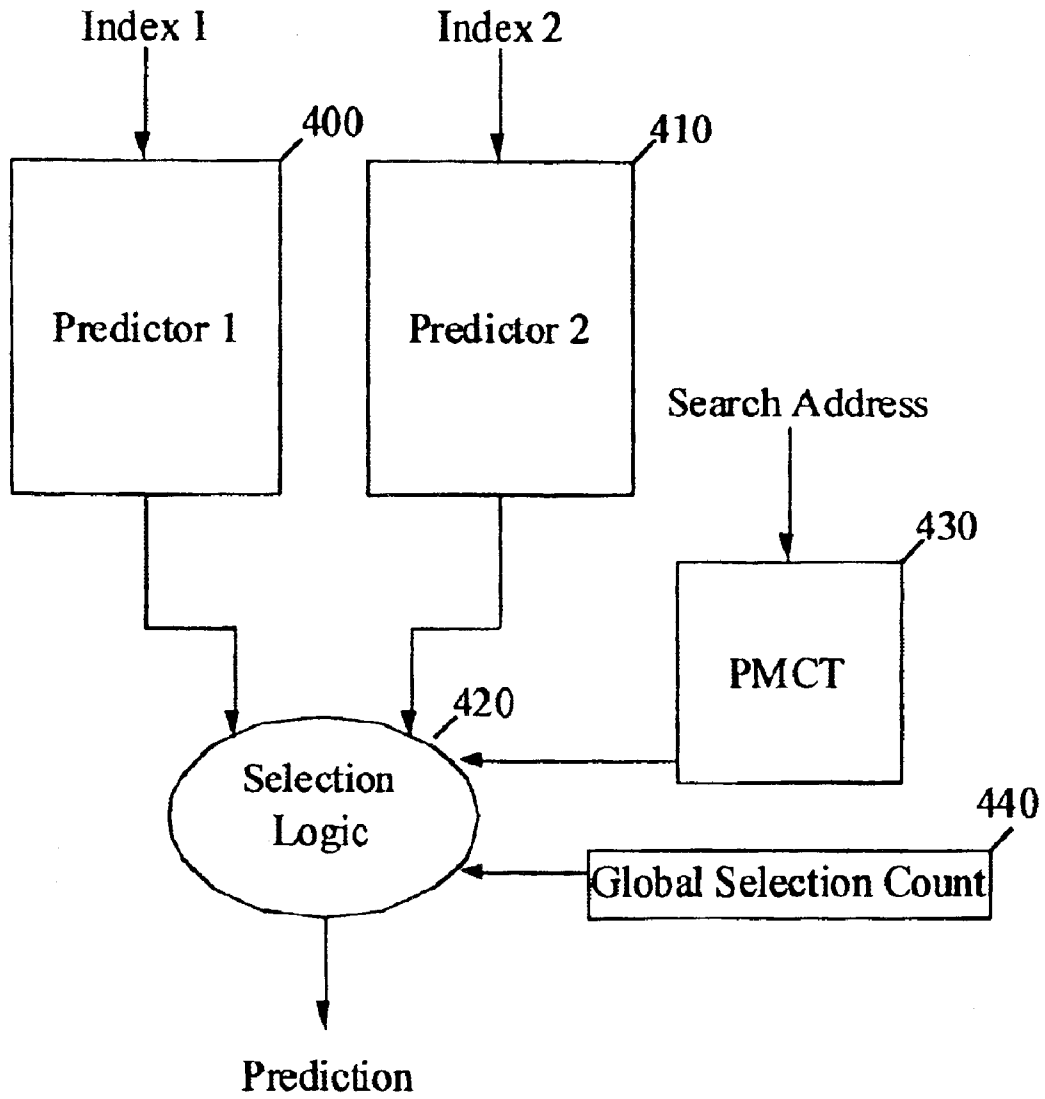 Index 1
Index 2
400
410
Predictor 1
Predictor 2
Search Address
430
PMCT
420
Selection
Logic
440
Global Selection Count
Prediction